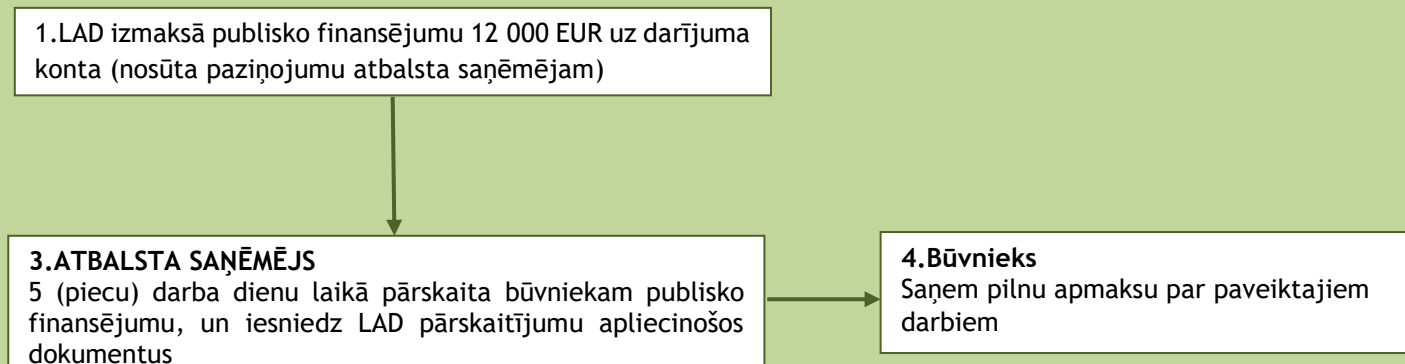 1.LAD izmaksā publisko finansējumu 12 000 EUR uz darījuma
konta (nosūta paziņojumu atbalsta saņēmējam)
3.ATBALSTA SAŅĒMĒJS
5 (piecu) darba dienu laikā pārskaita būvniekam publisko
finansējumu, un iesniedz LAD pārskaitījumu apliecinošos
dokumentus
4.Būvnieks
Saņem pilnu apmaksu par paveiktajiem
darbiem